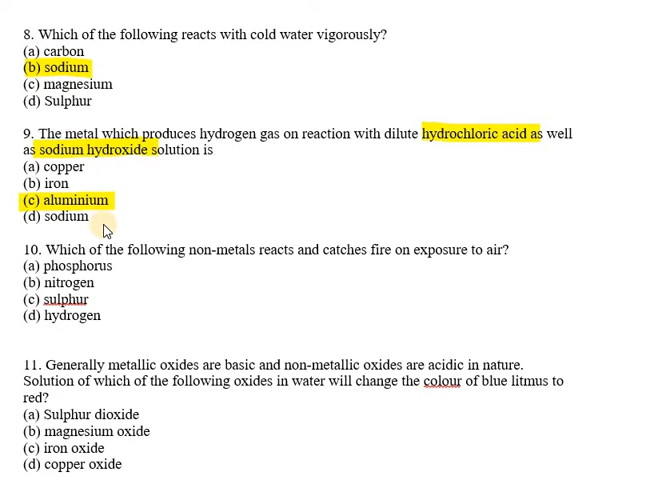 8. Which of the following reacts with cold water vigorously?
(a) carbon
(b) sodium
(c) magnesium
(d) Sulphur
9. The metal which produces hydrogen gas on reaction with dilute hydrochloric acid as well
as sodium hydroxide solution is
(a) copper
(b) iron
(c) aluminium
(d) sodium
10. Which of the following non-metals reacts and catches fire on exposure to air?
(a) phosphorus
(b) nitrogen
(c) sulphur
(d) hydrogen
11. Generally metallic oxides are basic and non-metallic oxides are acidic in nature.
Solution of which of the following oxides in water will change the colour of blue litmus to
red?
(a) Sulphur dioxide
(b) magnesium oxide
(c) iron oxide
(d) copper oxide